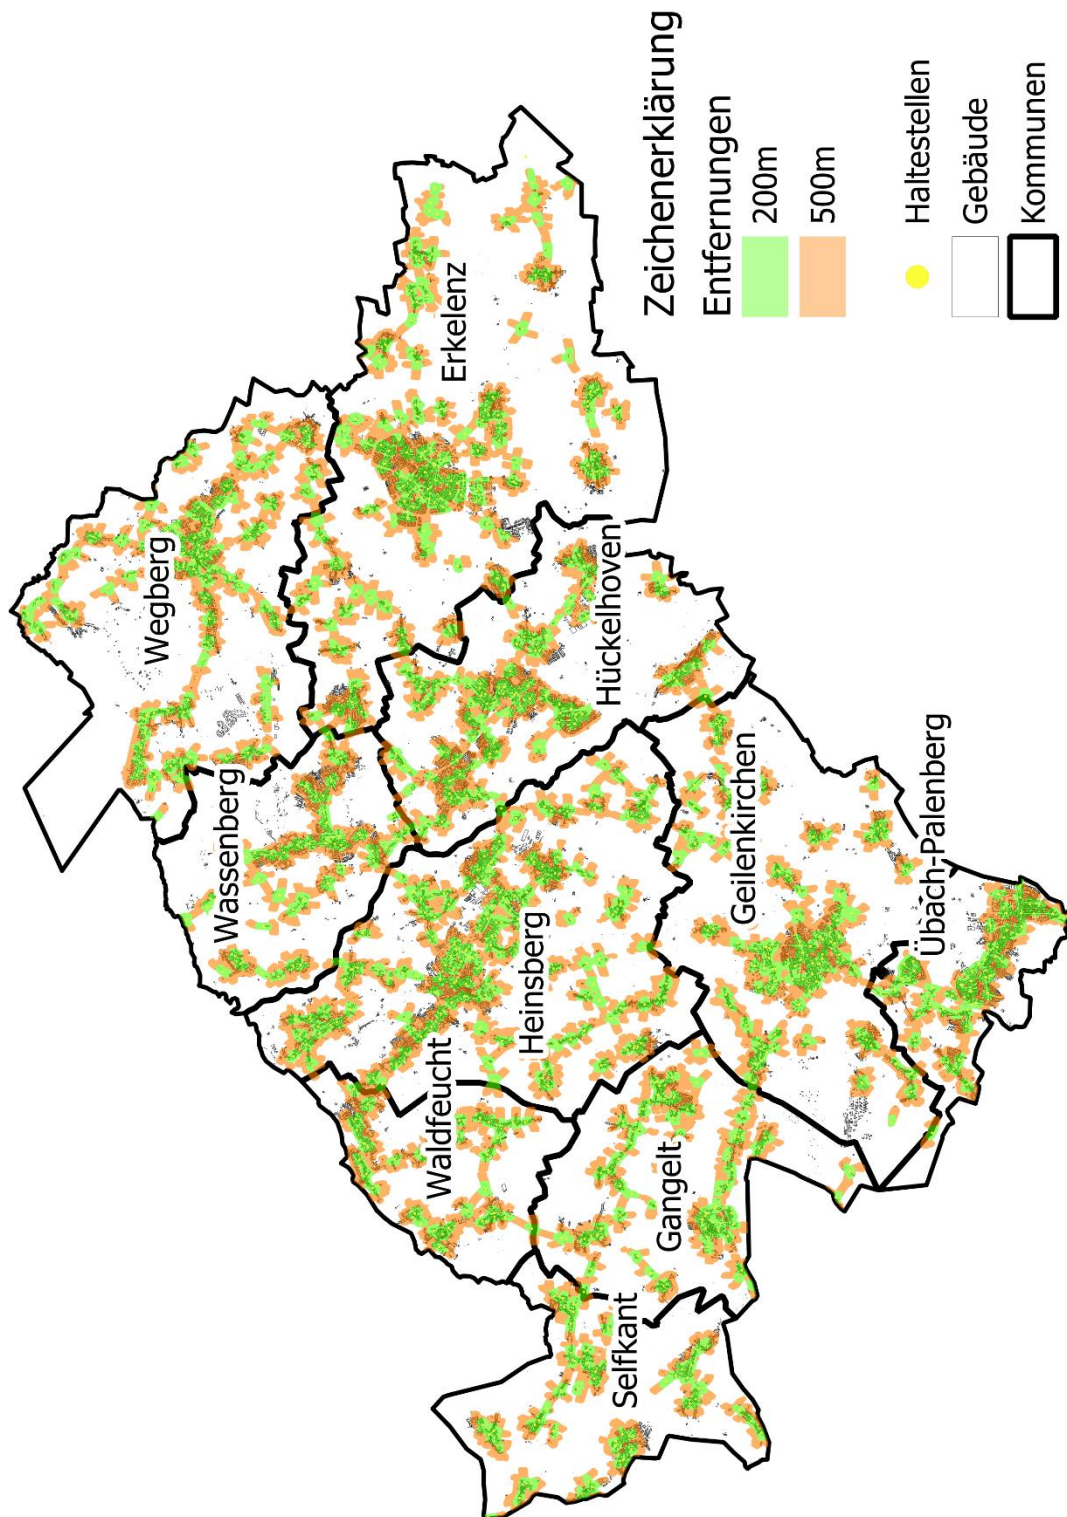 Wegberg
Erkelenz
Wassenberg
Hückelhoven
Heinsberg
Geilenkirchen
Übach-Palenberg
Waldfeucht
Gangelt
Selfkant
Zeichenerklärung
Entfernungen
200m
500m
Haltestellen
Gebäude
Kommunen